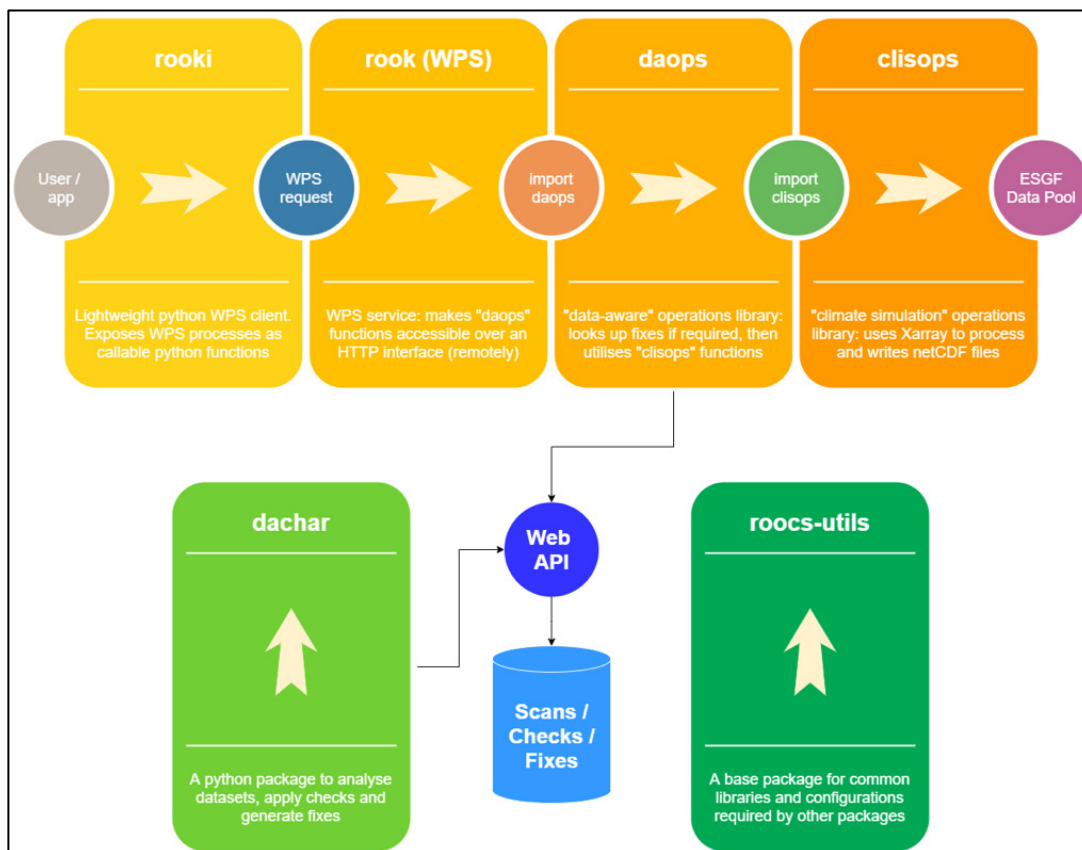 rooki
rook (WPS)
daops
clisops
User /
app
WPS
request
import
daops
import
clisops
ESGF
Data Pool
Lightweight python WPS client.
Exposes WPS processes as
callable python functions
WPS service: makes "daops"
functions accessible over an
HTTP interface (remotely)
"data-aware" operations library:
looks up fixes if required, then
utilises "clisops" functions
"climate simulation" operations
library: uses Xarray to process
and writes netCDF files
dachar
Web
API
roocs-utils
Scans /
Checks /
Fixes
A python package to analyse
datasets, apply checks and
generate fixes
A base package for common
libraries and configurations
required by other packages